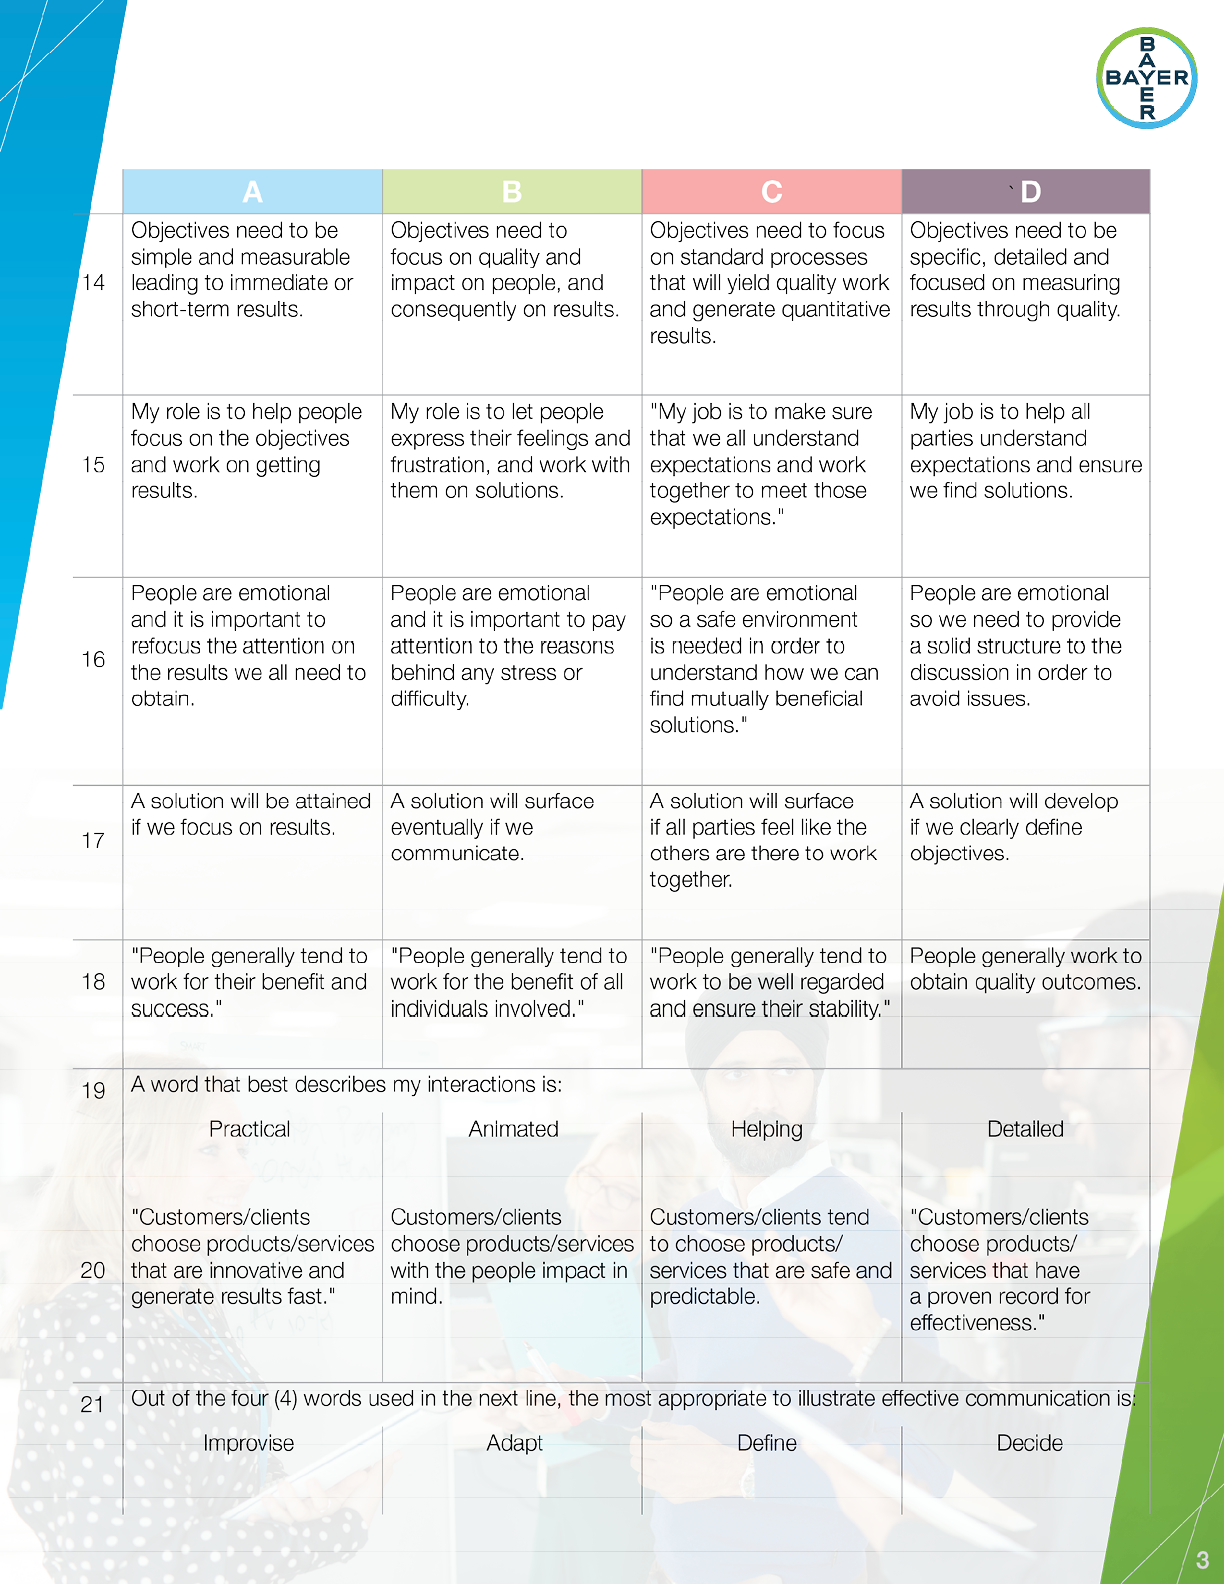 B
A
BAYER
E
R
A
B
C
` D
14
Objectives need to be
simple and measurable
leading to immediate or
short-term results.
Objectives need to
focus on quality and
impact on people, and
consequently on results.
Objectives need to focus
on standard processes
that will yield quality work
and generate quantitative
results.
Objectives need to be
specific, detailed and
focused on measuring
results through quality.
15
My role is to help people
focus on the objectives
and work on getting
results.
My role is to let people
express their feelings and
frustration, and work with
them on solutions.
"My job is to make sure
that we all understand
expectations and work
together to meet those
expectations."
My job is to help all
parties understand
expectations and ensure
we find solutions.
16
People are emotional
and it is important to
refocus the attention on
the results we all need to
obtain.
People are emotional
and it is important to pay
attention to the reasons
behind any stress or
difficulty.
"People are emotional
so a safe environment
is needed in order to
understand how we can
find mutually beneficial
solutions."
People are emotional
so we need to provide
a solid structure to the
discussion in order to
avoid issues.
17
A solution will be attained
if we focus on results.
A solution will surface
eventually if we
communicate.
A solution will surface
if all parties feel like the
others are there to work
together.
A solution will develop
if we clearly define
objectives.
18
"People generally tend to
work for their benefit and
success."
"People generally tend to
work for the benefit of all
individuals involved."
"People generally tend to
work to be well regarded
and ensure their stability."
People generally work to
obtain quality outcomes.
19
A word that best describes my interactions is:
Practical
Animated
Helping
Detailed
20
"Customers/clients
choose products/services
that are innovative and
generate results fast."
Customers/clients
choose products/services
with the people impact in
mind.
Customers/clients tend
to choose products/
services that are safe and
predictable.
"Customers/clients
choose products/
services that have
a proven record for
effectiveness."
21
Out of the four (4) words used in the next line, the most appropriate to illustrate effective communication is:
Improvise
Adapt
Define
Decide
3